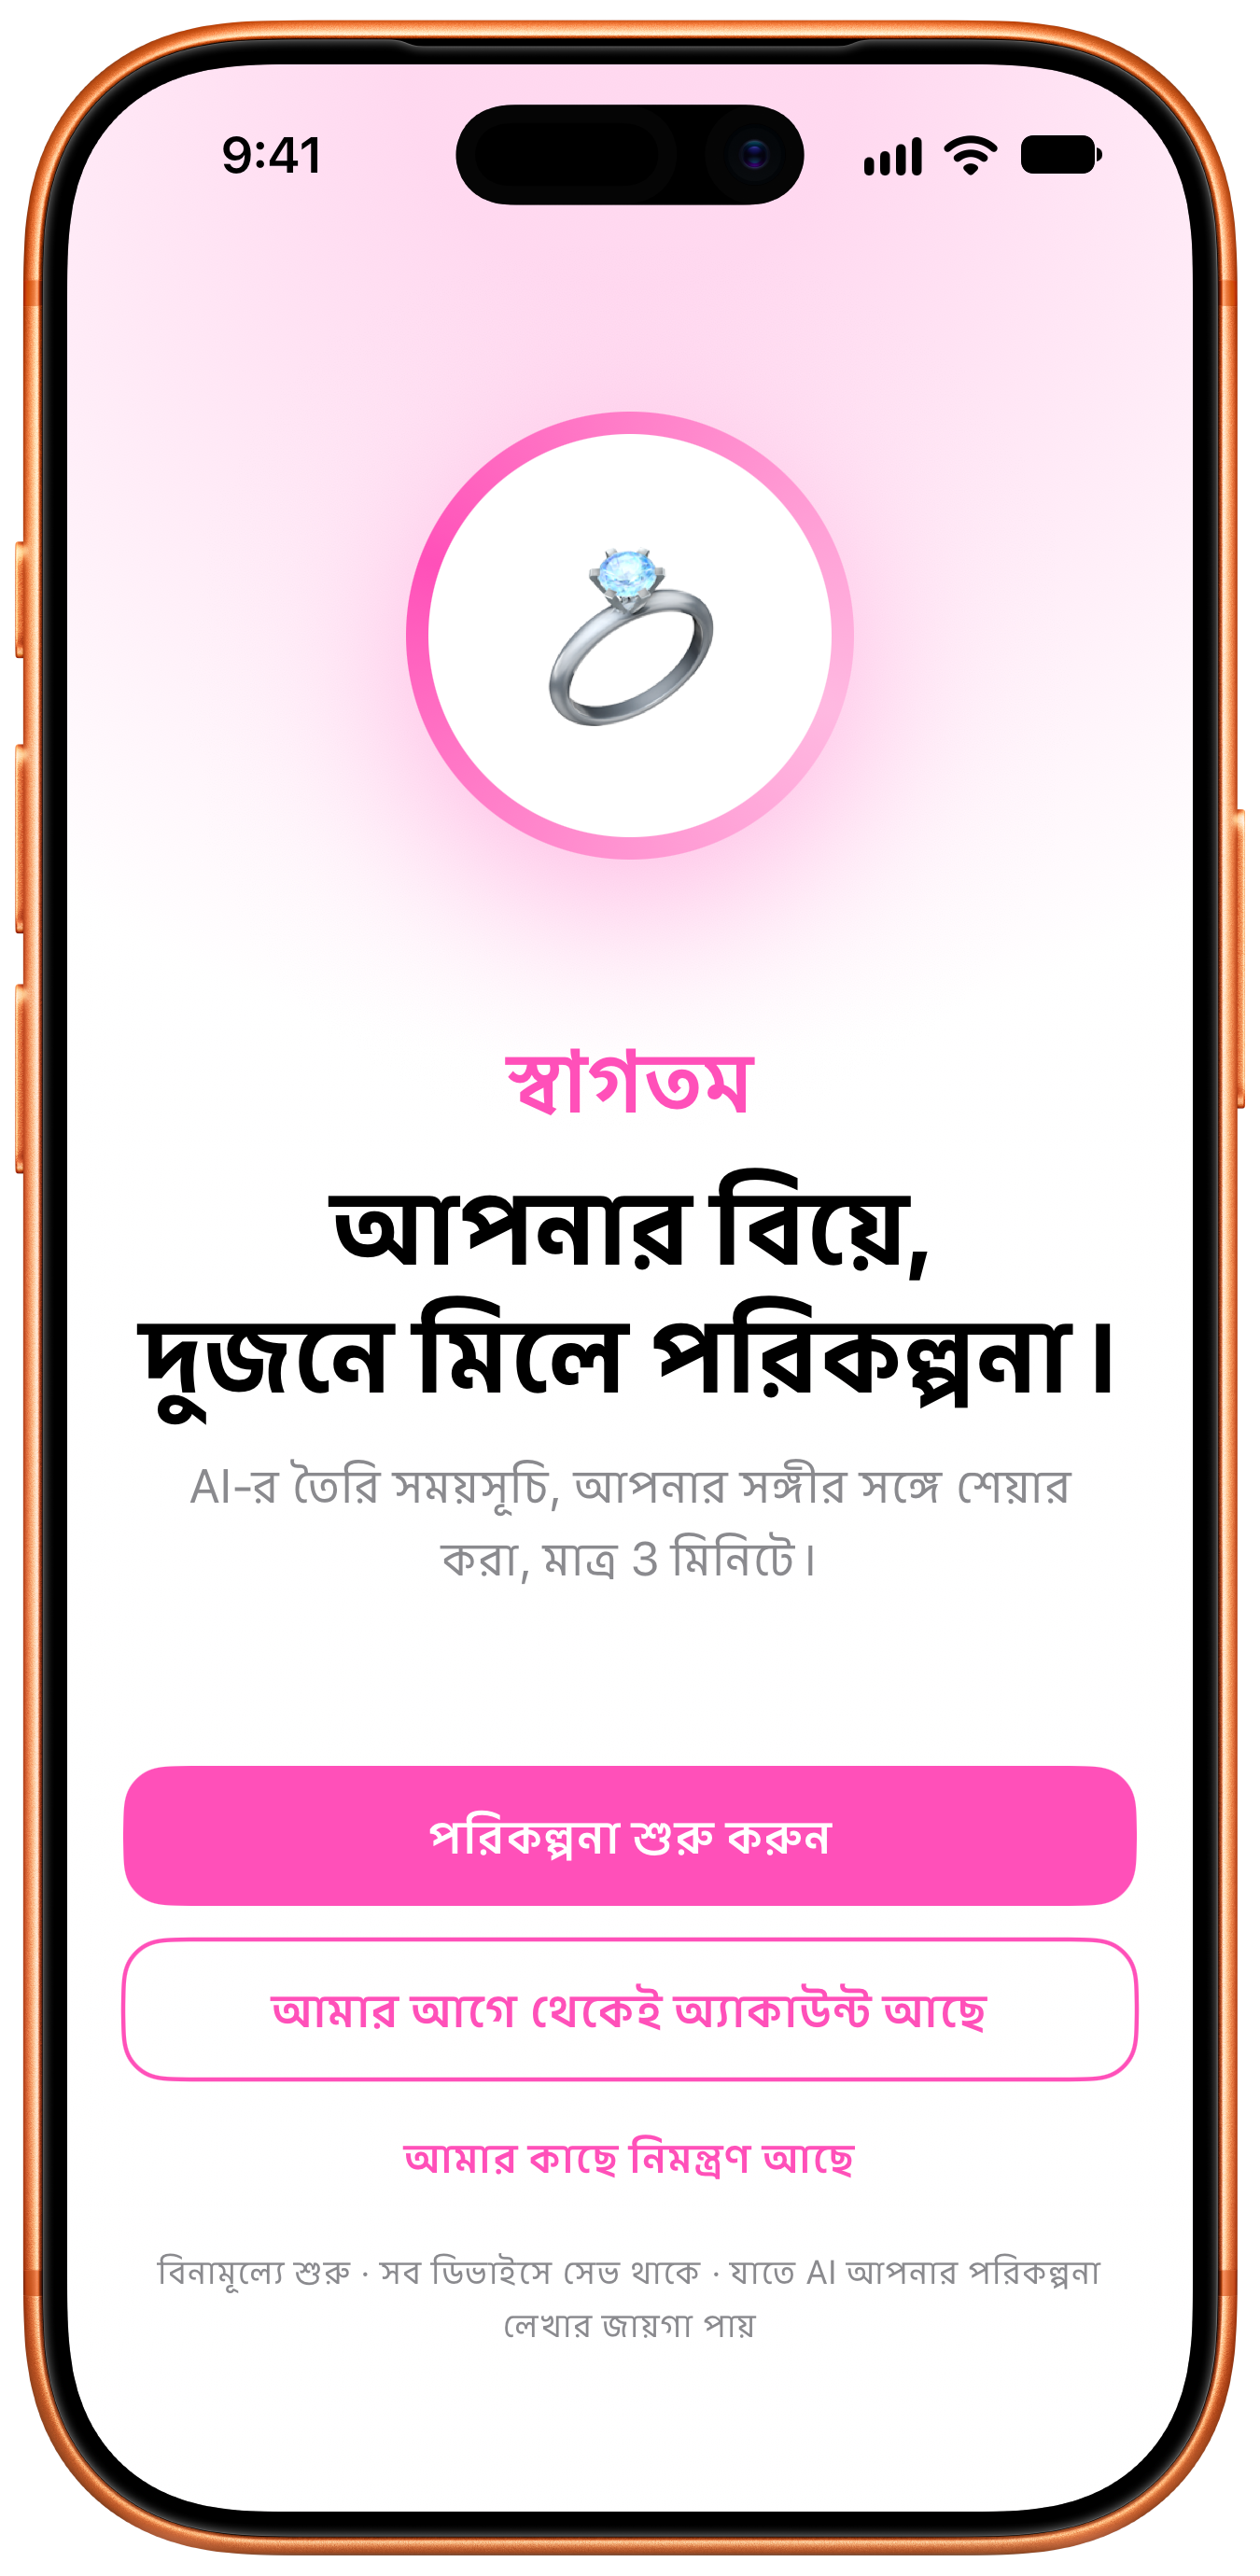 9:41
স্বাগতম
আপনার বিয়ে,
দুজনে মিলে পরিকল্পনা।
AI-র তৈরি সময়সূচি, আপনার সঙ্গীর সঙ্গে শেয়ার
করা, মাত্র 3 মিনিটে।
পরিকল্পনা শুরু করুন
আমার আগে থেকেই অ্যাকাউন্ট আছে
আমার কাছে নিমন্ত্রণ আছে
বিনামূল্যে শুরু · সব ডিভাইসে সেভ থাকে · যাতে AI আপনার পরিকল্পনা
লেখার জায়গা পায়